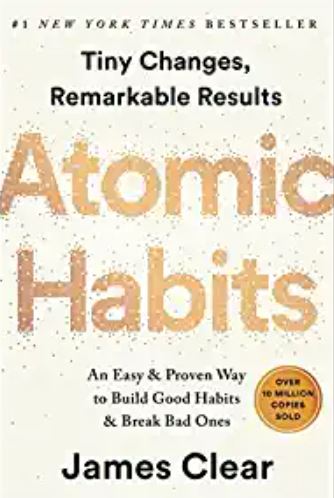 #1 NEW YORK TIMES BESTSELLER
Tiny Changes,
Remarkable Results
Atomic
Habits
An Easy & Proven Way
to Build Good Habits
& Break Bad Ones
OVER
10 MILLION
COPIES
SOLD
James Clear